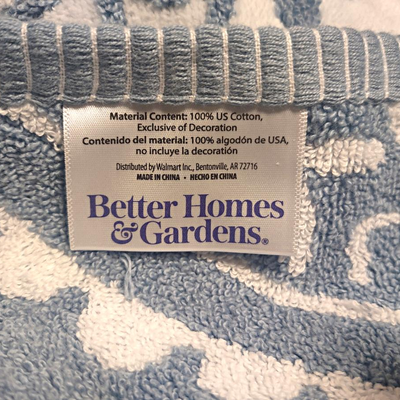 Material Content: 100% US Cotton,
Exclusive of Decoration
Contenido del material: 100% algodón de USA,
no incluye la decoración
Distributed by Walmart Inc., Bentonville, AR 72716
MADE IN CHINA • HECHO EN CHINA
Better Homes
& Gardens®